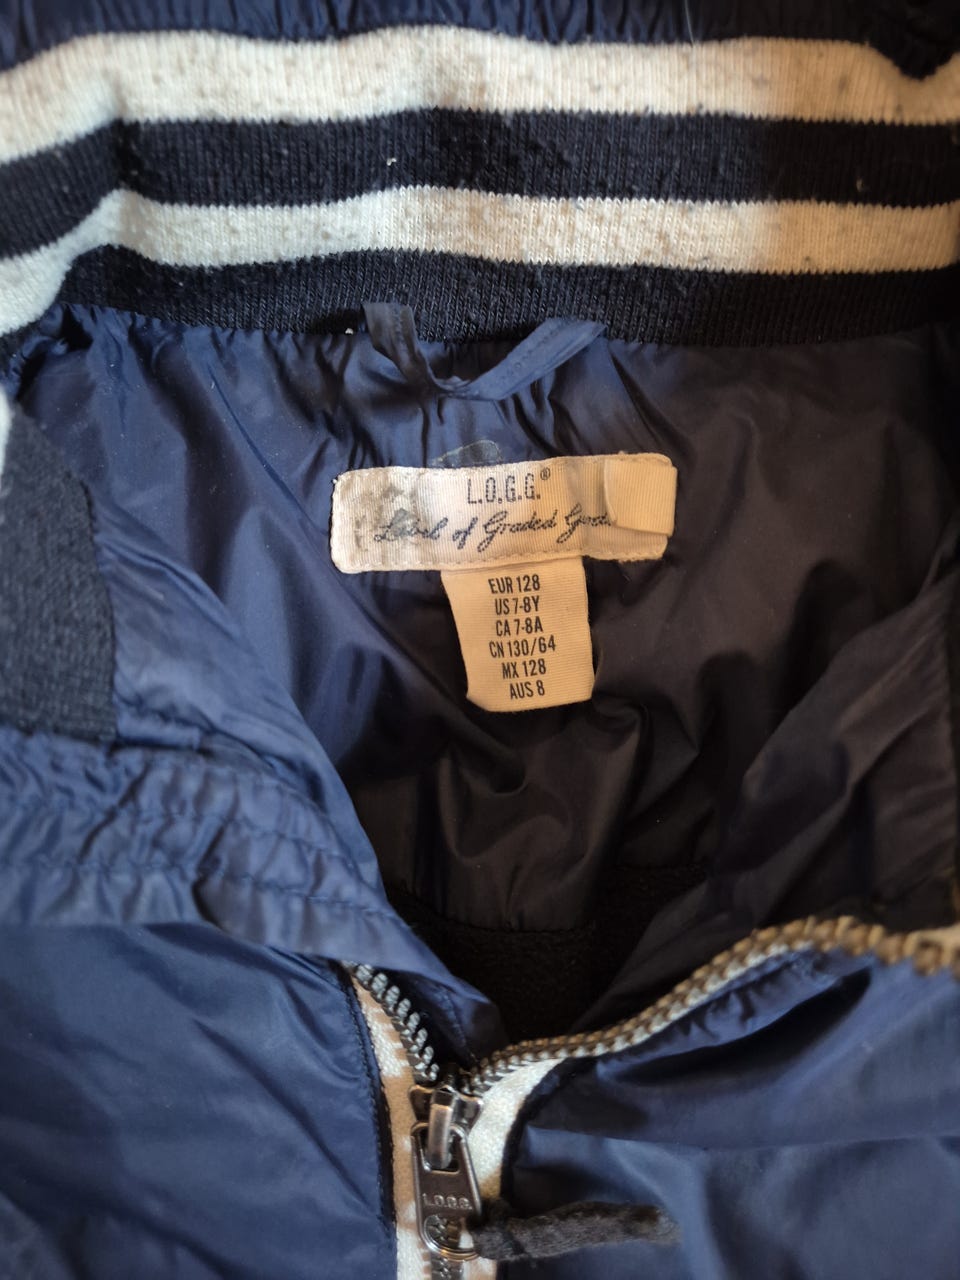 L.O.G.G.®
Label of Graded Goods
EUR 128
US 7-8Y
CA 7-8A
CN 130/64
MX 128
AUS 8
L.O.G.G.